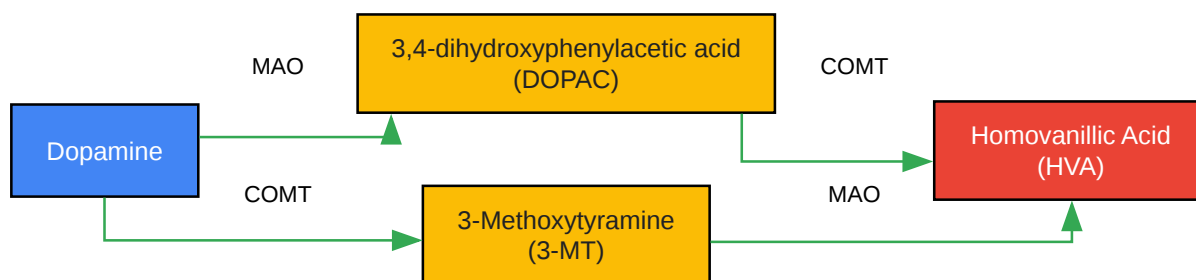 3,4-dihydroxyphenylacetic acid
(DOPAC)
MAO
COMT
Dopamine
Homovanillic Acid
(HVA)
COMT
MAO
3-Methoxytyramine
(3-MT)